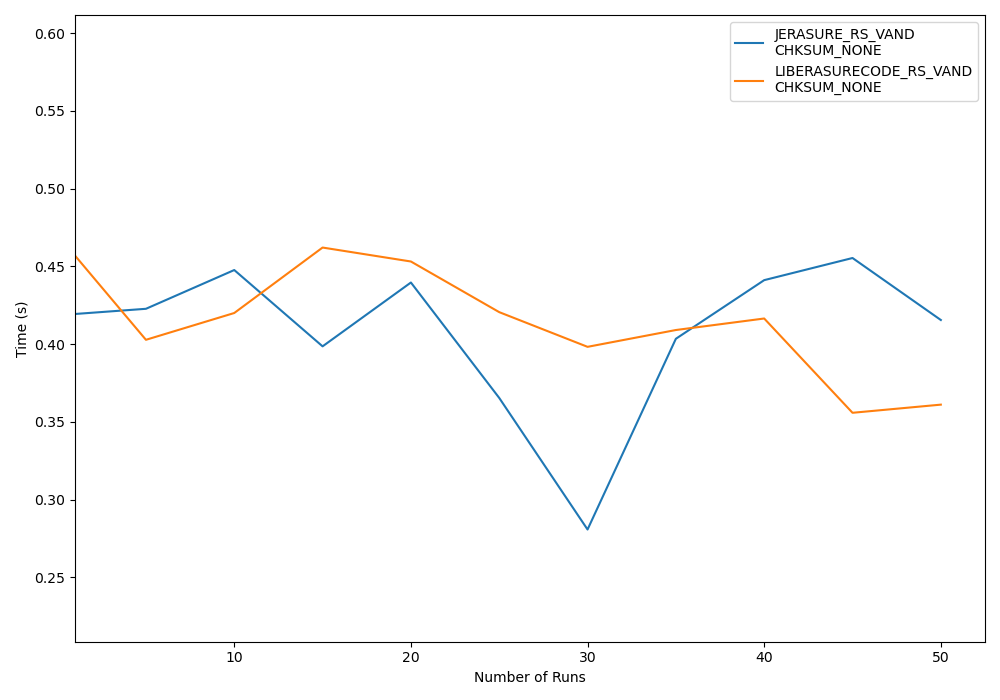 JERASURE_RS_VAND
CHKSUM_NONE
LIBERASURECODE_RS_VAND
CHKSUM_NONE
Time (s)
0.60
0.55
0.50
0.45
0.40
0.35
0.30
0.25
10 20 30 40 50
Number of Runs